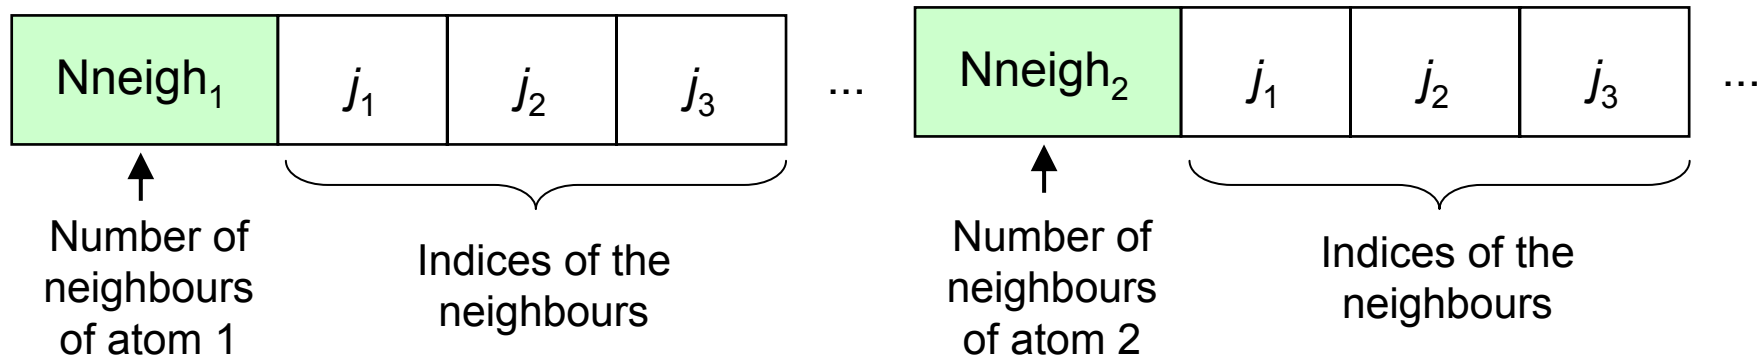 Nneigh₁ j₁ j₂ j₃ ... Nneigh₂ j₁ j₂ j₃ ...
Number of
neighbours
of atom 1
Indices of the
neighbours
Number of
neighbours
of atom 2
Indices of the
neighbours